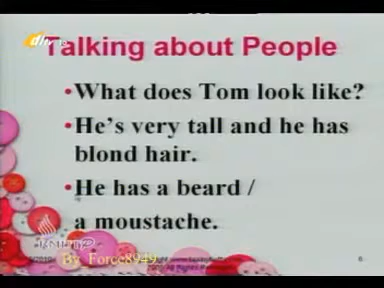 Talking about People
•What does Tom look like?
•He's very tall and he has
blond hair.
•He has a beard /
a moustache.
By Force8949
6